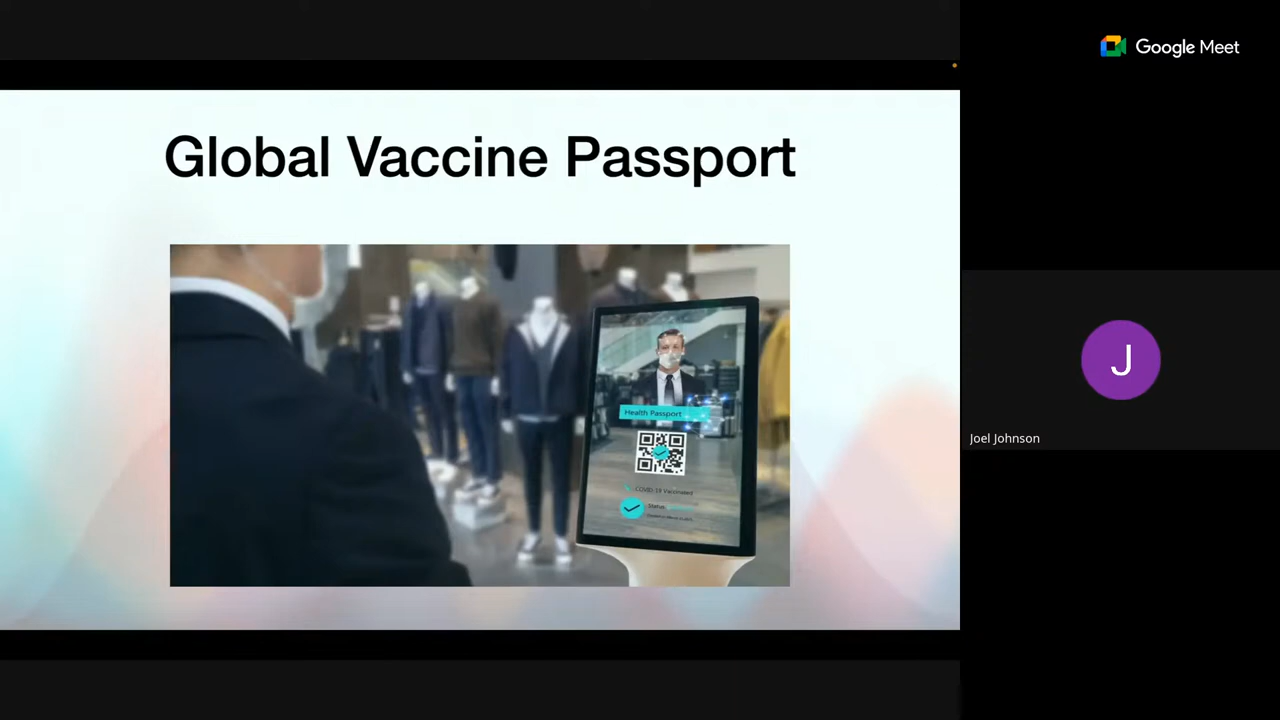 Google Meet
Global Vaccine Passport
Health Passport
COVID-19 Vaccinated
Status:
J
Joel Johnson